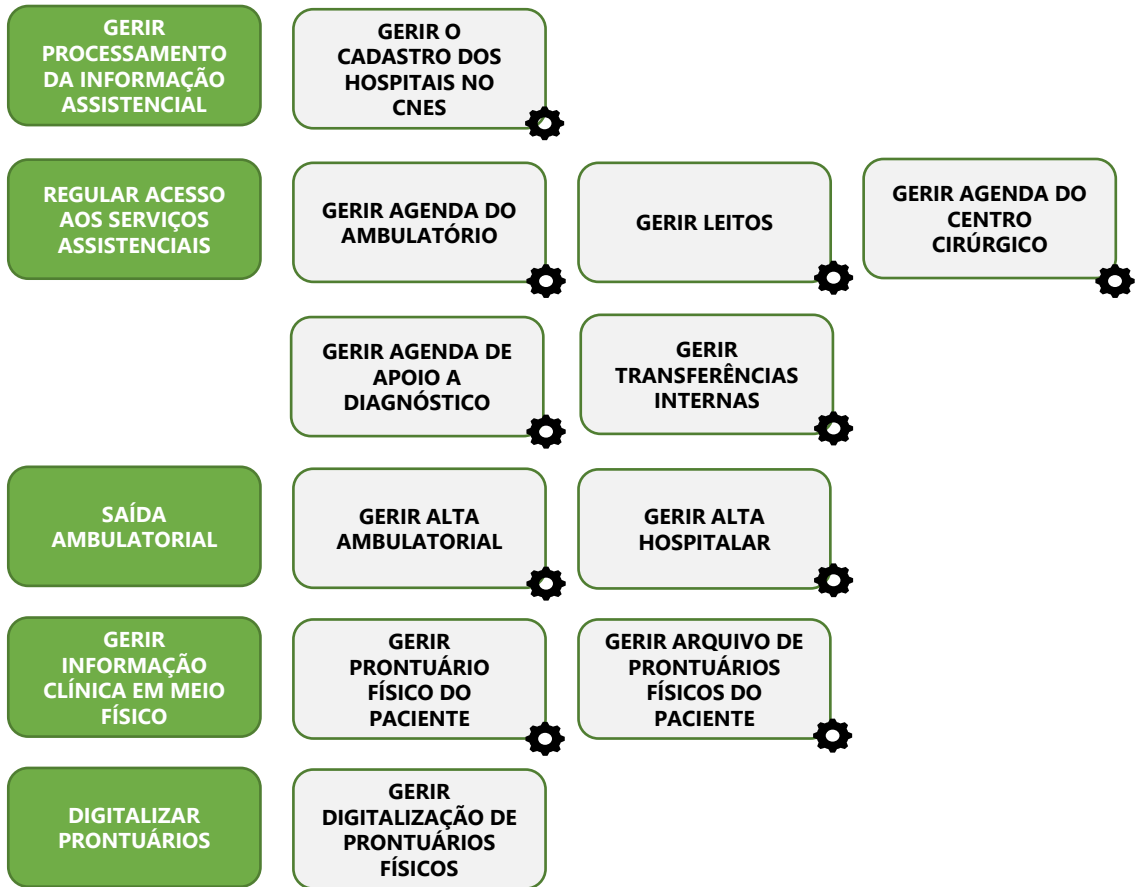 GERIR
PROCESSAMENTO
DA INFORMAÇÃO
ASSISTENCIAL
GERIR O
CADASTRO DOS
HOSPITAIS NO
CNES
REGULAR ACESSO
AOS SERVIÇOS
ASSISTENCIAIS
GERIR AGENDA DO
AMBULATÓRIO
GERIR LEITOS
GERIR AGENDA DO
CENTRO
CIRÚRGICO
GERIR AGENDA DE
APOIO A
DIAGNÓSTICO
GERIR
TRANSFERÊNCIAS
INTERNAS
SAÍDA
AMBULATORIAL
GERIR ALTA
AMBULATORIAL
GERIR ALTA
HOSPITALAR
GERIR
INFORMAÇÃO
CLÍNICA EM MEIO
FÍSICO
GERIR
PRONTUÁRIO
FÍSICO DO
PACIENTE
GERIR ARQUIVO DE
PRONTUÁRIOS
FÍSICOS DO
PACIENTE
DIGITALIZAR
PRONTUÁRIOS
GERIR
DIGITALIZAÇÃO DE
PRONTUÁRIOS
FÍSICOS